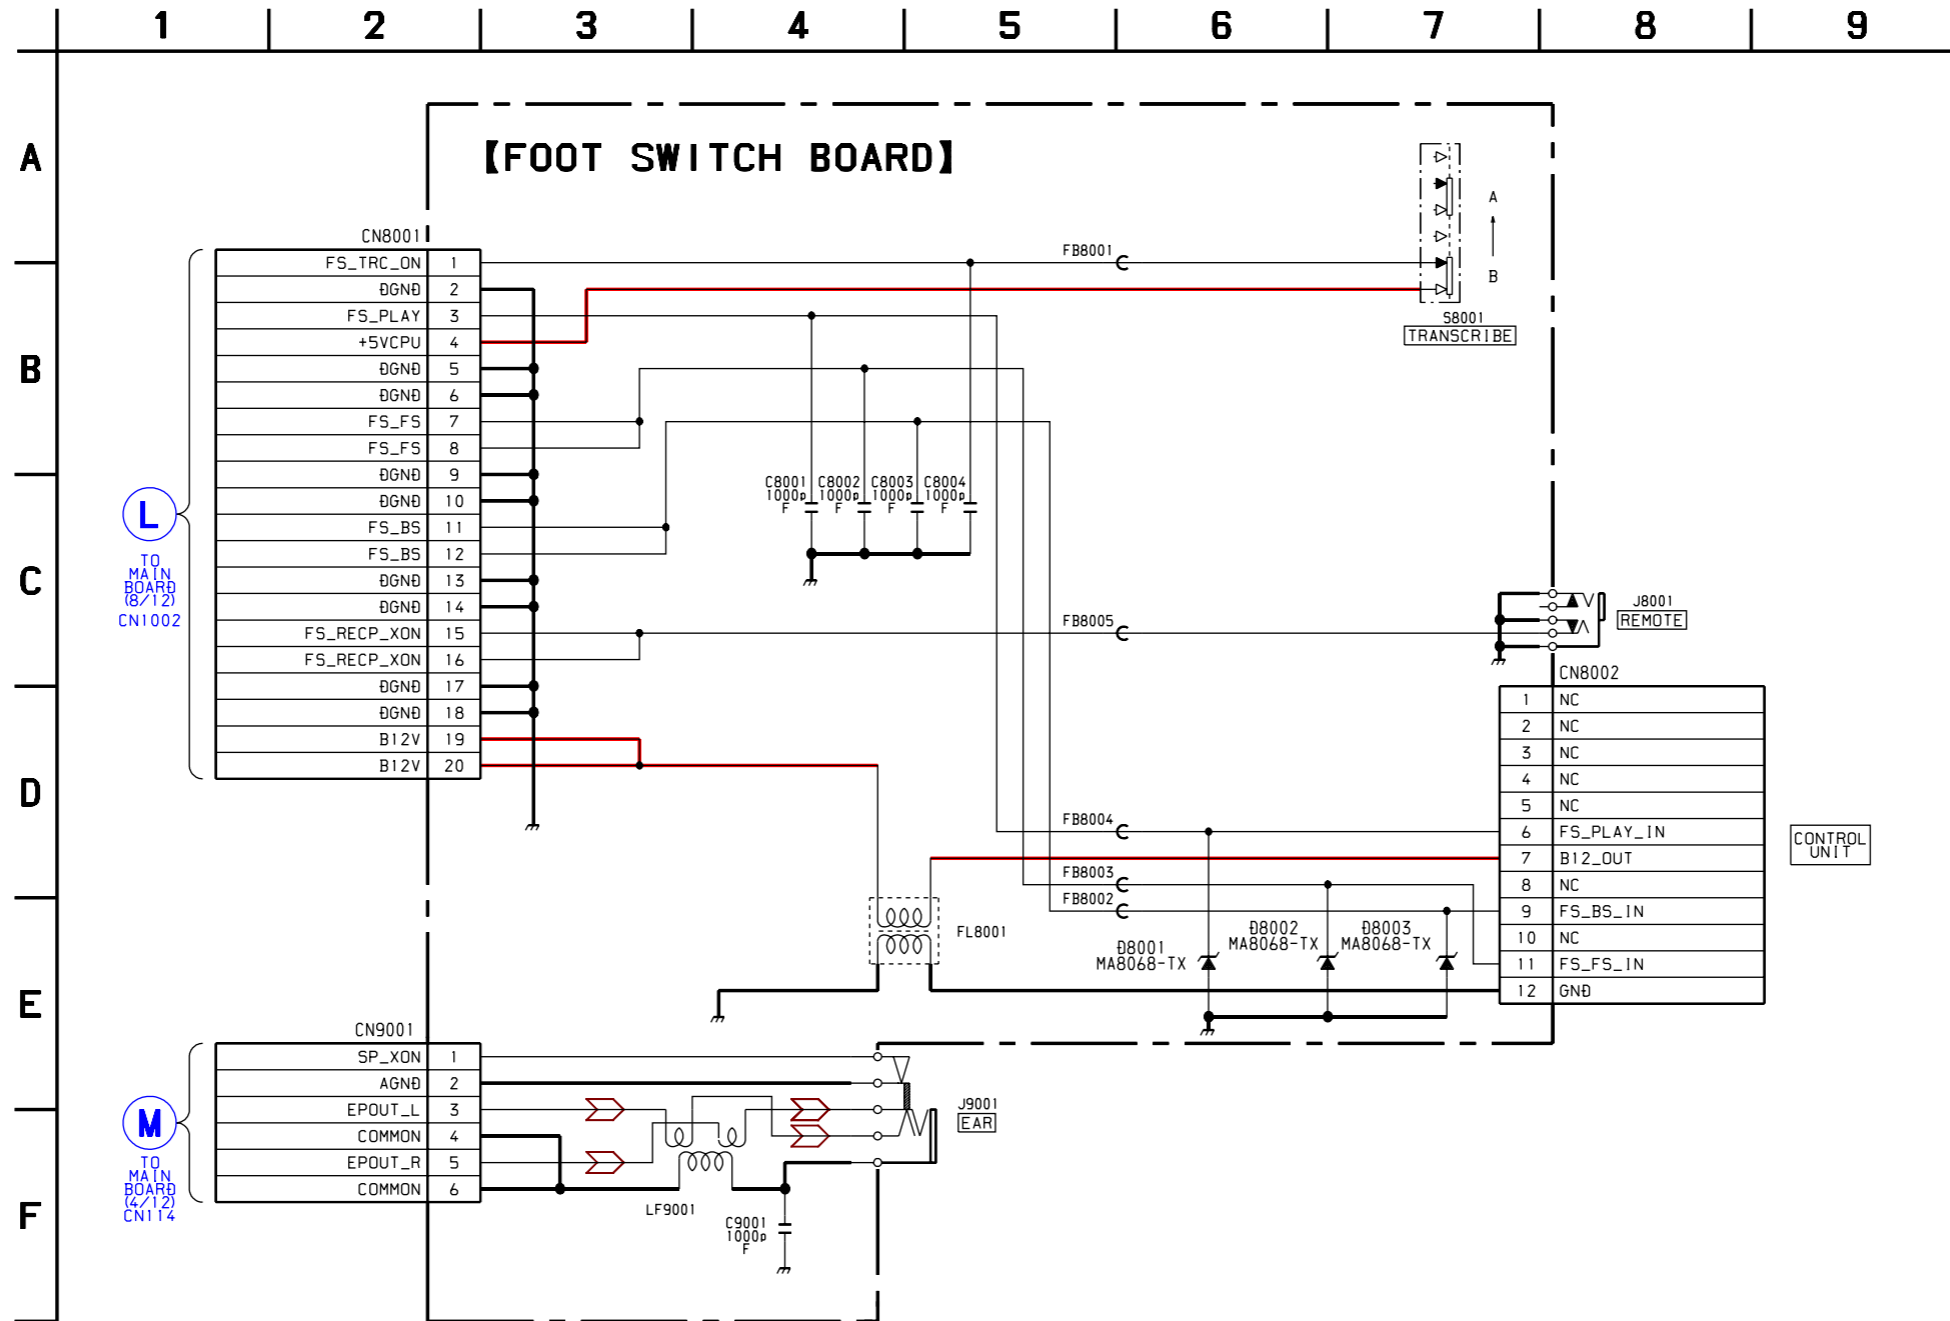 1 2 3 4 5 6 7 8 9
A
【FOOT SWITCH BOARD】
A
B
CN8001
FS_TRC_ON 1
DGND 2
FS_PLAY 3
+5VCPU 4
DGND 5
DGND 6
FS_FS 7
FS_FS 8
DGND 9
DGND 10
FS_BS 11
FS_BS 12
DGND 13
DGND 14
FS_RECP_XON 15
FS_RECP_XON 16
DGND 17
DGND 18
B12V 19
B12V 20
FB8001
S8001
TRANSCRIBE
B
L
TO
MAIN
BOARD
(8/12)
CN1002
C8001
1000p
F
C8002
1000p
F
C8003
1000p
F
C8004
1000p
F
C
FB8005
J8001
REMOTE
CN8002
1 NC
2 NC
3 NC
4 NC
5 NC
6 FS_PLAY_IN
7 B12_OUT
8 NC
9 FS_BS_IN
10 NC
11 FS_FS_IN
12 GND
CONTROL
UNIT
D
FB8004
FB8003
FB8002
FL8001
D8001
MA8068-TX
D8002
MA8068-TX
D8003
MA8068-TX
E
CN9001
SP_XON 1
AGND 2
EPOUT_L 3
COMMON 4
EPOUT_R 5
COMMON 6
M
TO
MAIN
BOARD
(4/12)
CN114
J9001
EAR
LF9001
C9001
1000p
F
F